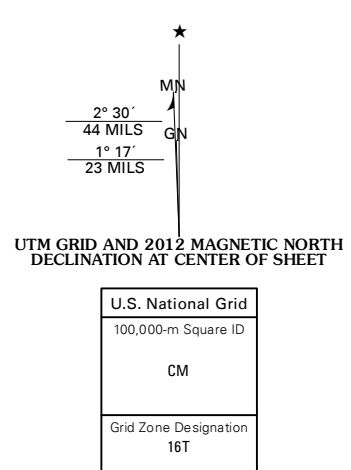 ★
MN
2° 30´
44 MILS
GN
1° 17´
23 MILS
UTM GRID AND 2012 MAGNETIC NORTH
DECLINATION AT CENTER OF SHEET
U.S. National Grid
100,000-m Square ID
CM
Grid Zone Designation
16T